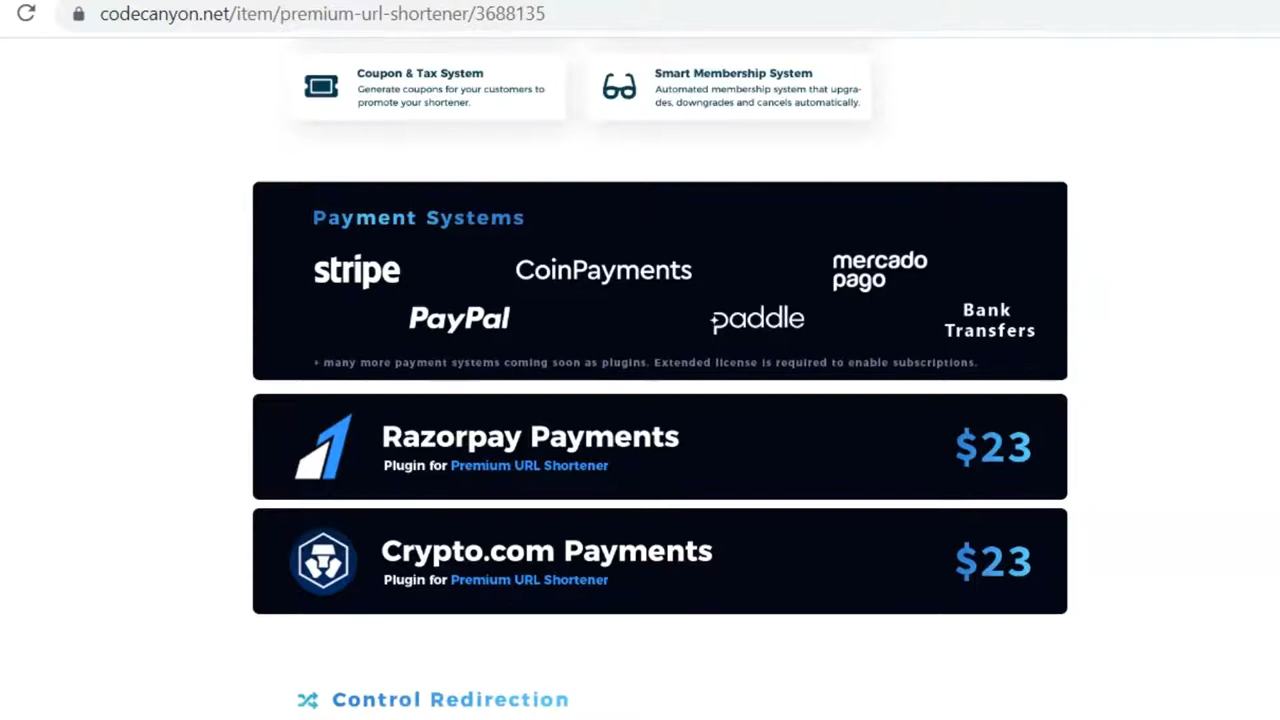 codecanyon.net/item/premium-url-shortener/3688135
Coupon & Tax System
Generate coupons for your customers to
promote your shortener.
Smart Membership System
Automated membership system that upgra-
des, downgrades and cancels automatically.
Payment Systems
stripe
CoinPayments
mercado
pago
PayPal
paddle
Bank
Transfers
+ many more payment systems coming soon as plugins. Extended license is required to enable subscriptions.
Razorpay Payments
Plugin for Premium URL Shortener
$23
Crypto.com Payments
Plugin for Premium URL Shortener
$23
Control Redirection